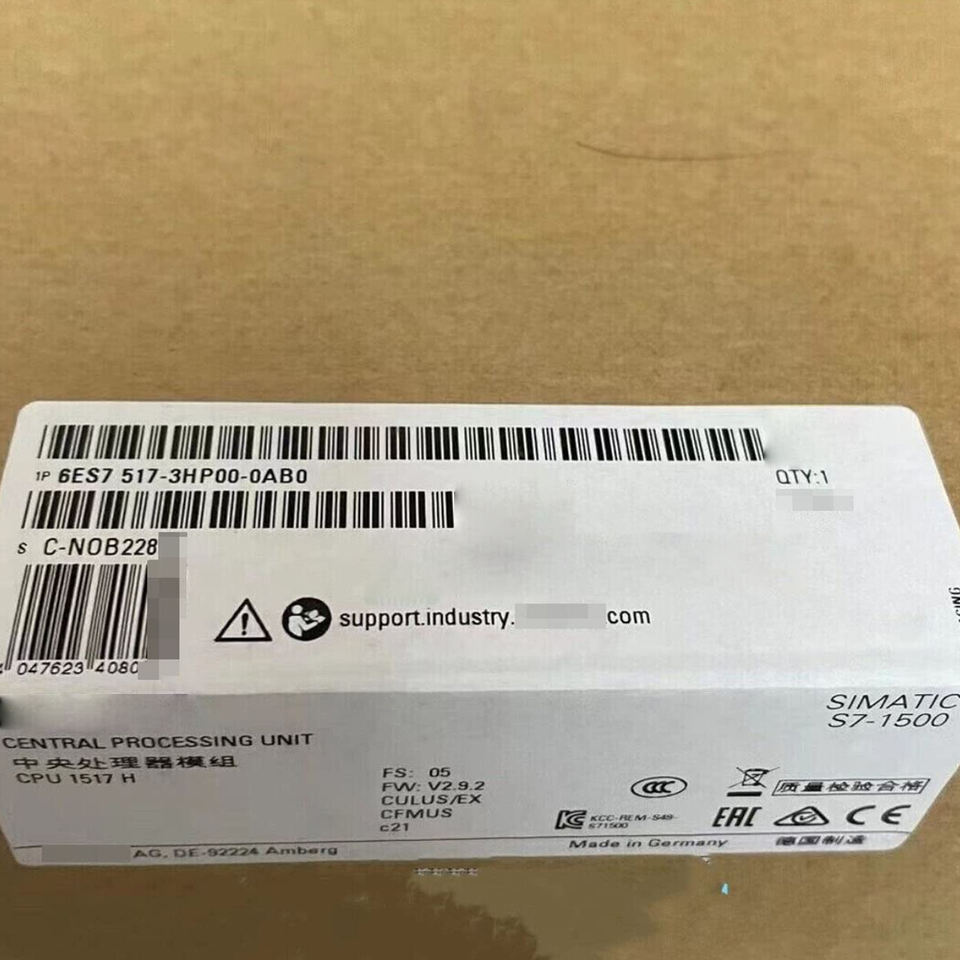 1P 6ES7 517-3HP00-0AB0
QTY:1
S C-NOB228
support.industry. com
047623 4080
SIMATIC
S7-1500
CENTRAL PROCESSING UNIT
中央处理器模组
CPU 1517 H
FS: 05
FW: V2.9.2
CULUS/EX
CFMUS
c21
CCC
质量检验合格
KCC-REM-S49-
S71500
EAC CE
AG, DE-92224 Amberg
Made in Germany
德国制造